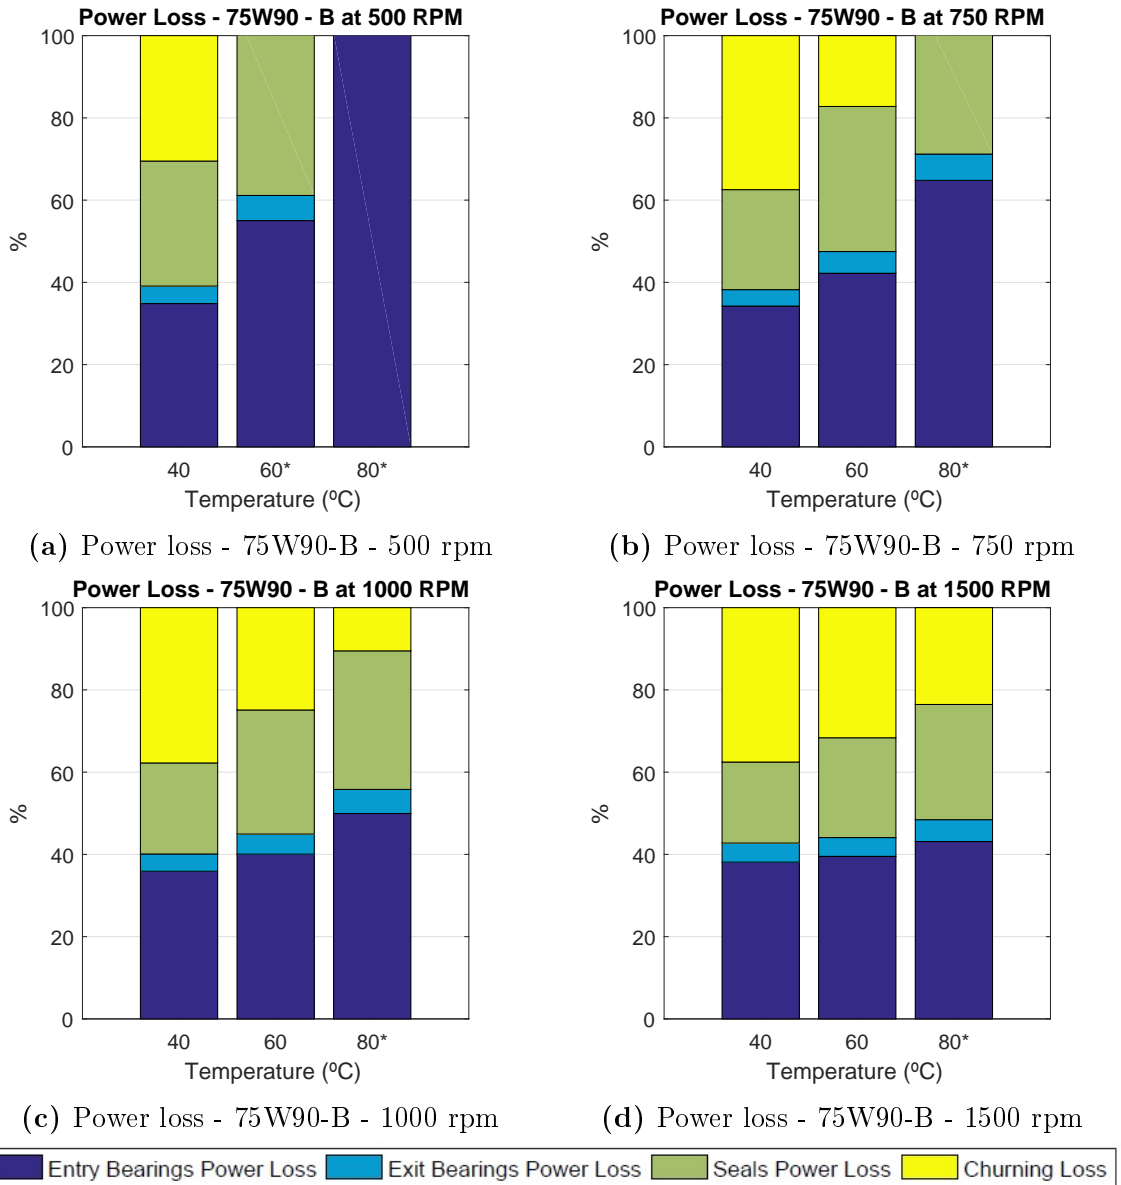 Power Loss - 75W90 - B at 500 RPM
100
80
60
40
20
0
%
40 60* 80*
Temperature (ºC)
(a) Power loss - 75W90-B - 500 rpm
Power Loss - 75W90 - B at 750 RPM
100
80
60
40
20
0
%
40 60 80*
Temperature (ºC)
(b) Power loss - 75W90-B - 750 rpm
Power Loss - 75W90 - B at 1000 RPM
100
80
60
40
20
0
%
40 60 80*
Temperature (ºC)
(c) Power loss - 75W90-B - 1000 rpm
Power Loss - 75W90 - B at 1500 RPM
100
80
60
40
20
0
%
40 60 80*
Temperature (ºC)
(d) Power loss - 75W90-B - 1500 rpm
Entry Bearings Power Loss Exit Bearings Power Loss Seals Power Loss Churning Loss